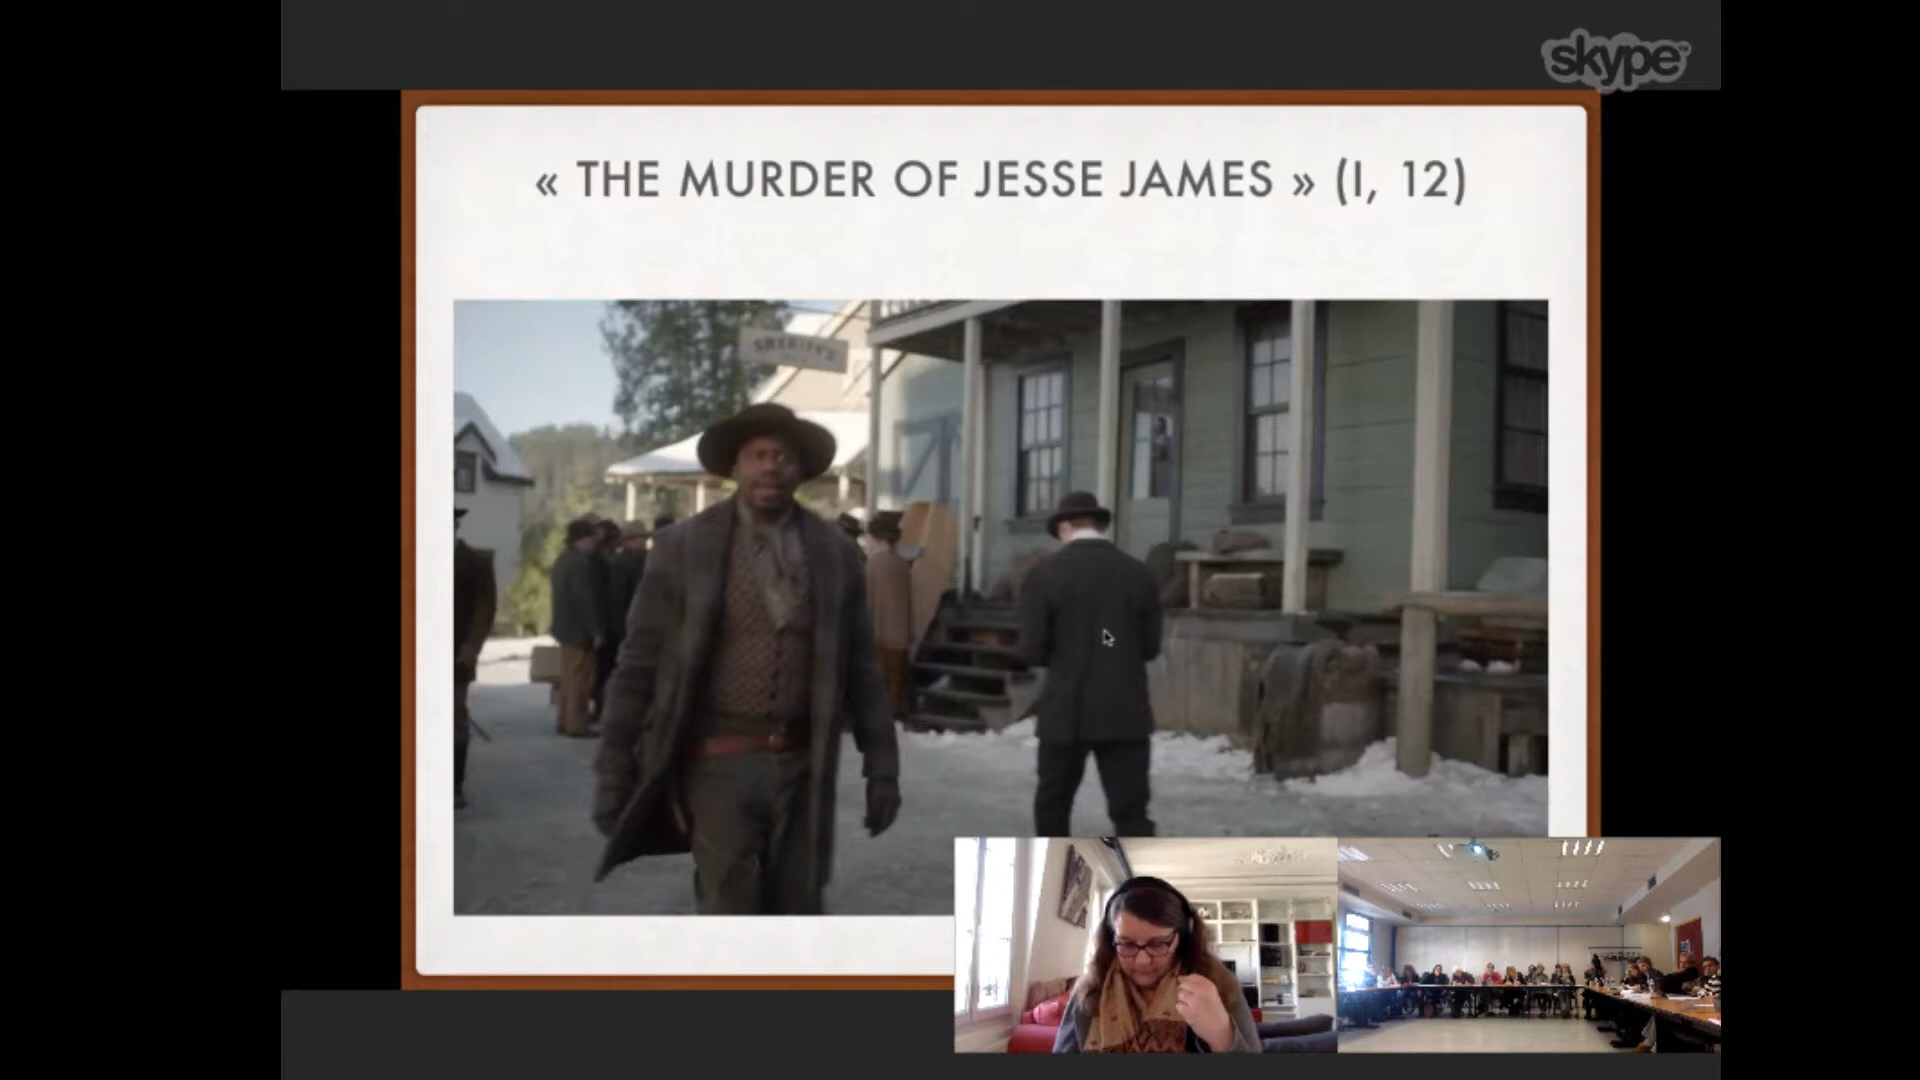 skype
« THE MURDER OF JESSE JAMES » (I, 12)
SHERIFF'S